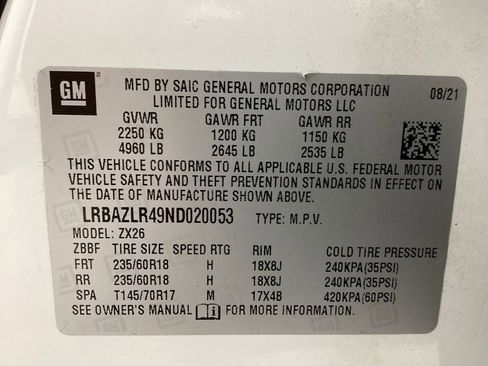 GM
MFD BY SAIC GENERAL MOTORS CORPORATION
LIMITED FOR GENERAL MOTORS LLC
08/21
GVWR GAWR FRT GAWR RR
2250 KG 1200 KG 1150 KG
4960 LB 2645 LB 2535 LB
THIS VEHICLE CONFORMS TO ALL APPLICABLE U.S. FEDERAL MOTOR
VEHICLE SAFETY AND THEFT PREVENTION STANDARDS IN EFFECT ON
THE DATE OF MANUFACTURE SHOWN ABOVE.
LRBAZLR49ND020053 TYPE: M.P.V.
MODEL: ZX26
ZBBF TIRE SIZE SPEED RTG RIM COLD TIRE PRESSURE
FRT 235/60R18 H 18X8J 240KPA(35PSI)
RR 235/60R18 H 18X8J 240KPA(35PSI)
SPA T145/70R17 M 17X4B 420KPA(60PSI)
SEE OWNER'S MANUAL FOR MORE INFORMATION.